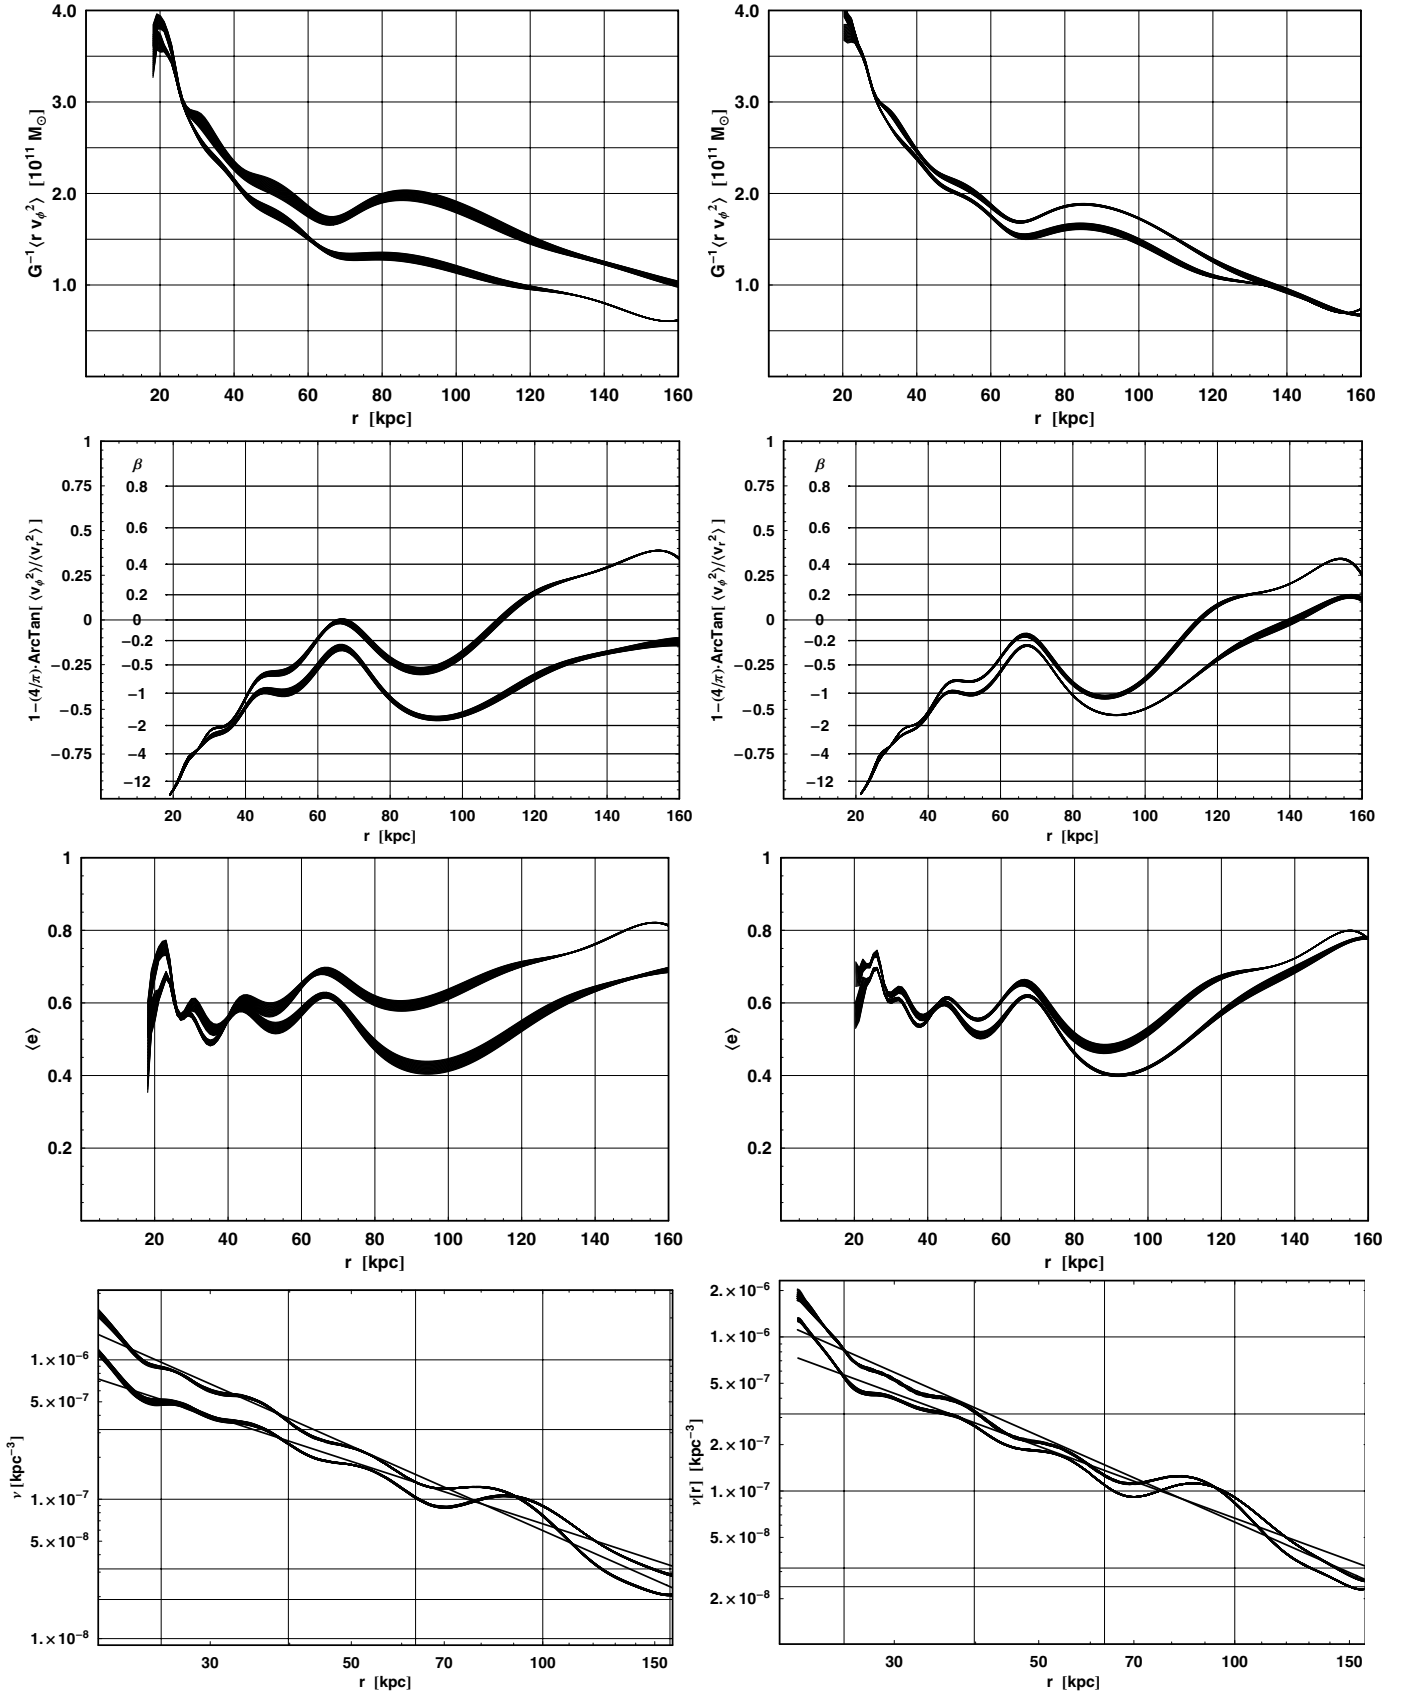 4.0
3.0
2.0
1.0
G⁻¹⟨r v_ϕ²⟩ [10¹¹ M_⊙]
20 40 60 80 100 120 140 160
r [kpc]
4.0
3.0
2.0
1.0
G⁻¹⟨r v_ϕ²⟩ [10¹¹ M_⊙]
20 40 60 80 100 120 140 160
r [kpc]
1
0.75
0.5
0.25
0
−0.25
−0.5
−0.75
1−(4/π)·ArcTan[ ⟨v_ϕ²⟩/⟨v_r²⟩ ]
β
0.8
0.6
0.4
0.2
0
−0.2
−0.5
−1
−2
−4
−12
20 40 60 80 100 120 140 160
r [kpc]
1
0.75
0.5
0.25
0
−0.25
−0.5
−0.75
1−(4/π)·ArcTan[ ⟨v_ϕ²⟩/⟨v_r²⟩ ]
β
0.8
0.6
0.4
0.2
0
−0.2
−0.5
−1
−2
−4
−12
20 40 60 80 100 120 140 160
r [kpc]
1
0.8
0.6
0.4
0.2
⟨e⟩
20 40 60 80 100 120 140 160
r [kpc]
1
0.8
0.6
0.4
0.2
⟨e⟩
20 40 60 80 100 120 140 160
r [kpc]
1.×10⁻⁶
5.×10⁻⁷
1.×10⁻⁷
5.×10⁻⁸
1.×10⁻⁸
ν [kpc⁻³]
30 50 70 100 150
r [kpc]
2.×10⁻⁶
1.×10⁻⁶
5.×10⁻⁷
2.×10⁻⁷
1.×10⁻⁷
5.×10⁻⁸
2.×10⁻⁸
ν[r] [kpc⁻³]
30 50 70 100 150
r [kpc]